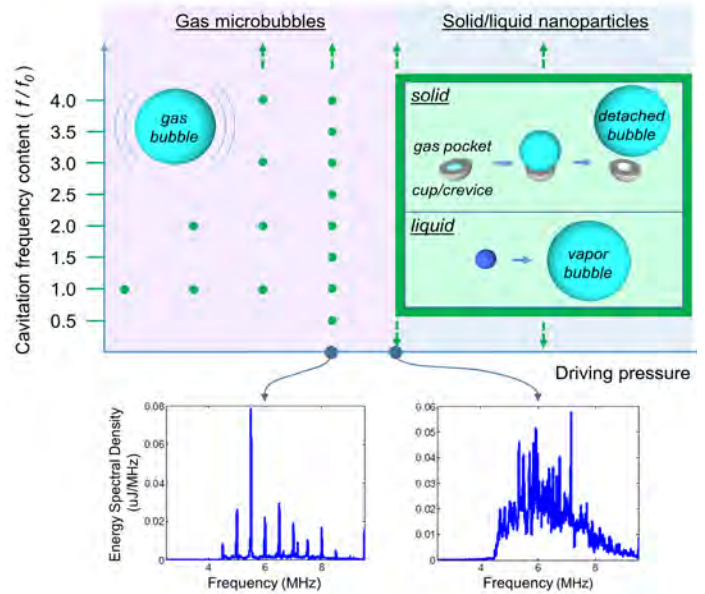 Gas microbubbles
Solid/liquid nanoparticles
Cavitation frequency content ( f / f0 )
4.0
3.5
3.0
2.0
1.5
1.0
0.5
gas
bubble
solid
gas pocket
cup/crevice
detached
bubble
liquid
vapor
bubble
Driving pressure
Energy Spectral Density
(uJ/MHz)
0.08
0.06
0.04
0.02
0
4
6
8
Frequency (MHz)
0.06
0.05
0.04
0.03
0.02
0.01
0
4
6
8
Frequency (MHz)